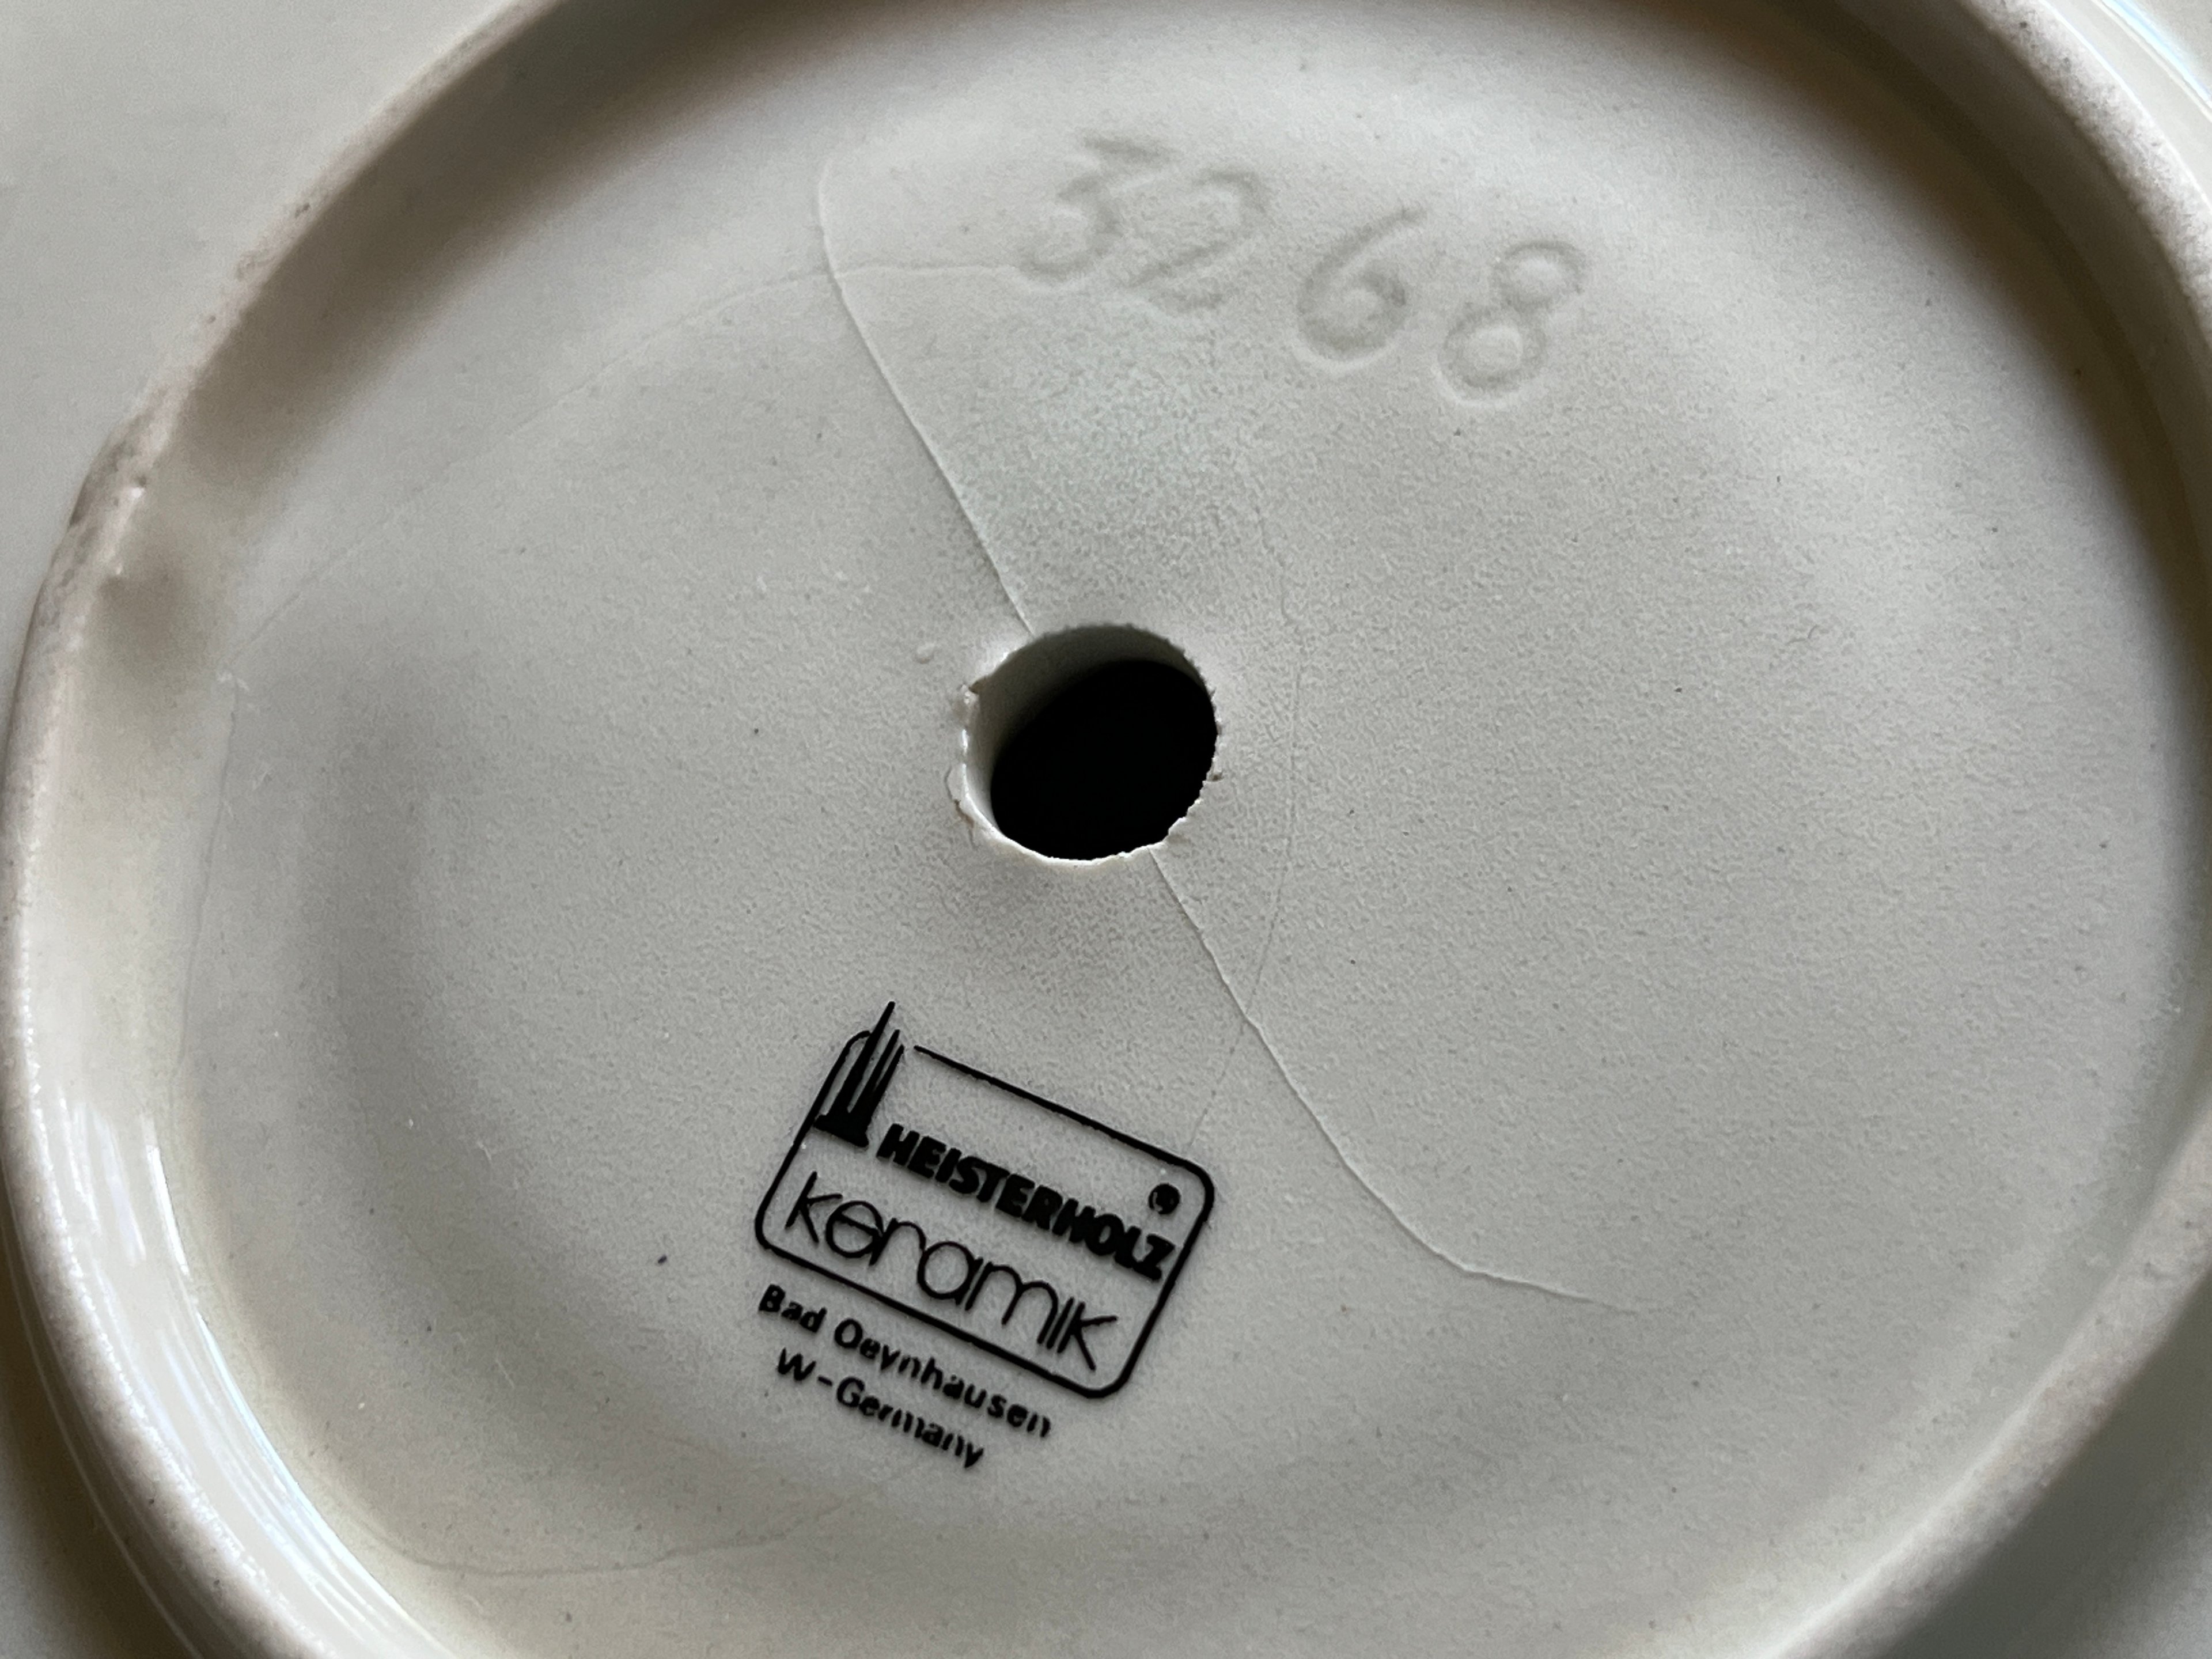 3268
HEISTERHOLZ ®
keramik
Bad Oeynhausen
W-Germany